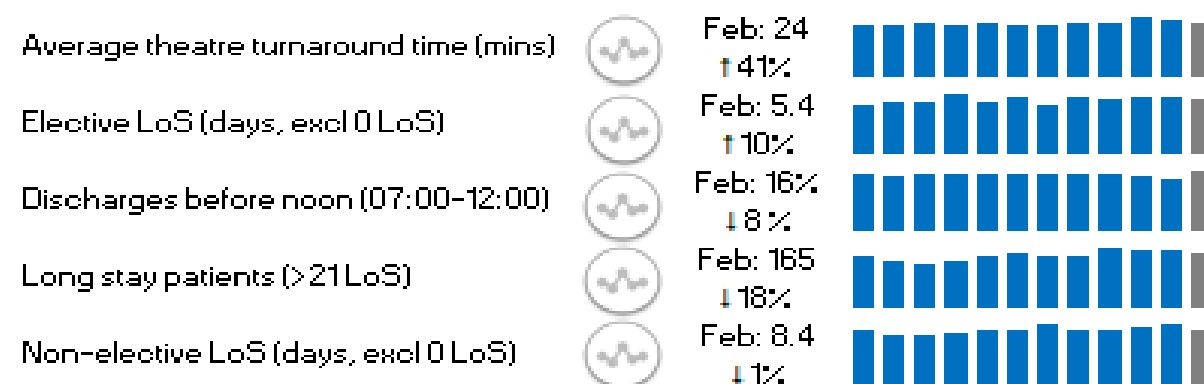 Average theatre turnaround time (mins) Feb: 24
↑41%
Elective LoS (days, excl 0 LoS) Feb: 5.4
↑10%
Discharges before noon (07:00-12:00) Feb: 16%
↓8%
Long stay patients (>21 LoS) Feb: 165
↓18%
Non-elective LoS (days, excl 0 LoS) Feb: 8.4
↓1%